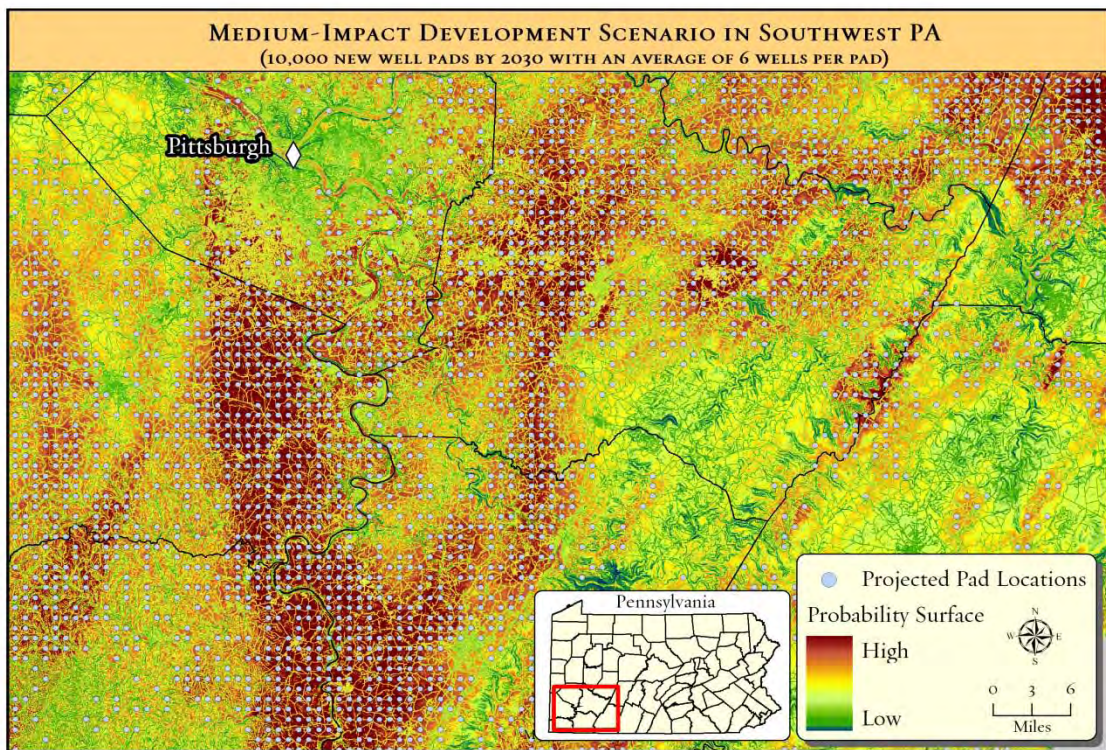 Medium-Impact Development Scenario in Southwest PA
(10,000 new well pads by 2030 with an average of 6 wells per pad)
Pittsburgh
Pennsylvania
Projected Pad Locations
Probability Surface
High
Low
N
W E
S
0 3 6
Miles